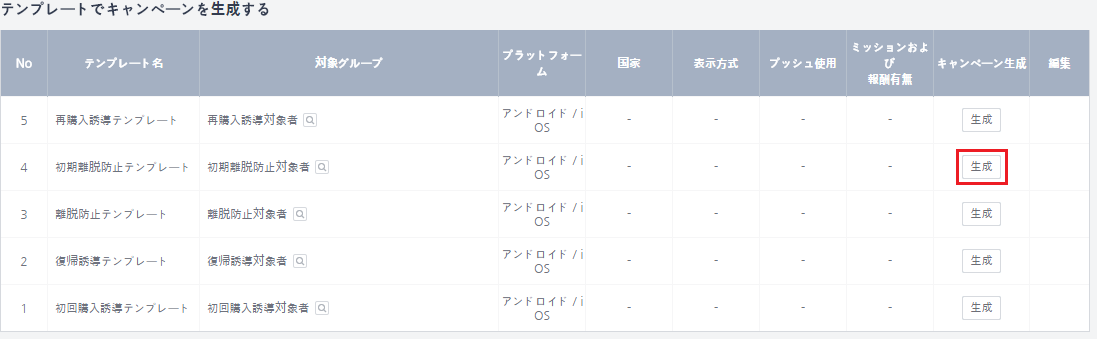 テンプレートでキャンペーンを生成する
No テンプレート名 対象グループ プラットフォーム 国家 表示方式 プッシュ使用 ミッションおよび 報酬有無 キャンペーン生成 編集
5 再購入誘導テンプレート 再購入誘導対象者 アンドロイド / iOS - - - - 生成
4 初期離脱防止テンプレート 初期離脱防止対象者 アンドロイド / iOS - - - - 生成
3 離脱防止テンプレート 離脱防止対象者 アンドロイド / iOS - - - - 生成
2 復帰誘導テンプレート 復帰誘導対象者 アンドロイド / iOS - - - - 生成
1 初回購入誘導テンプレート 初回購入誘導対象者 アンドロイド / iOS - - - - 生成